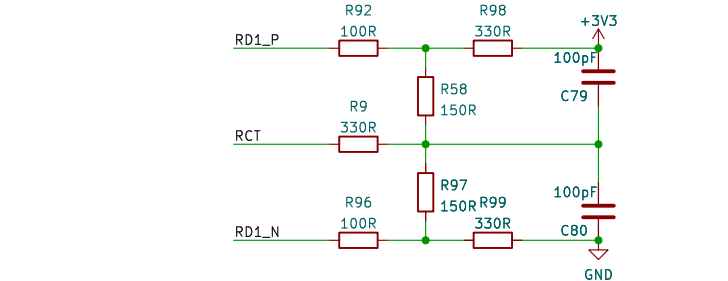 R92
100R
RD1_P
R98
330R
+3V3
100pF
C79
R58
150R
R9
330R
RCT
R97
150R
100pF
R96
100R
RD1_N
R99
330R
C80
GND